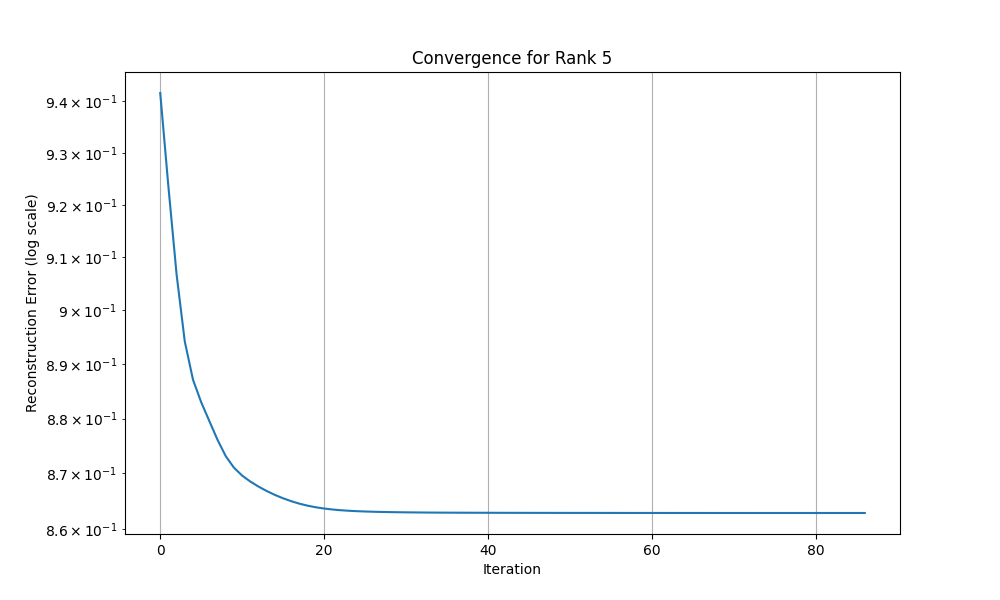 Convergence for Rank 5
Reconstruction Error (log scale)
9.4 × 10⁻¹
9.3 × 10⁻¹
9.2 × 10⁻¹
9.1 × 10⁻¹
9 × 10⁻¹
8.9 × 10⁻¹
8.8 × 10⁻¹
8.7 × 10⁻¹
8.6 × 10⁻¹
0 20 40 60 80
Iteration